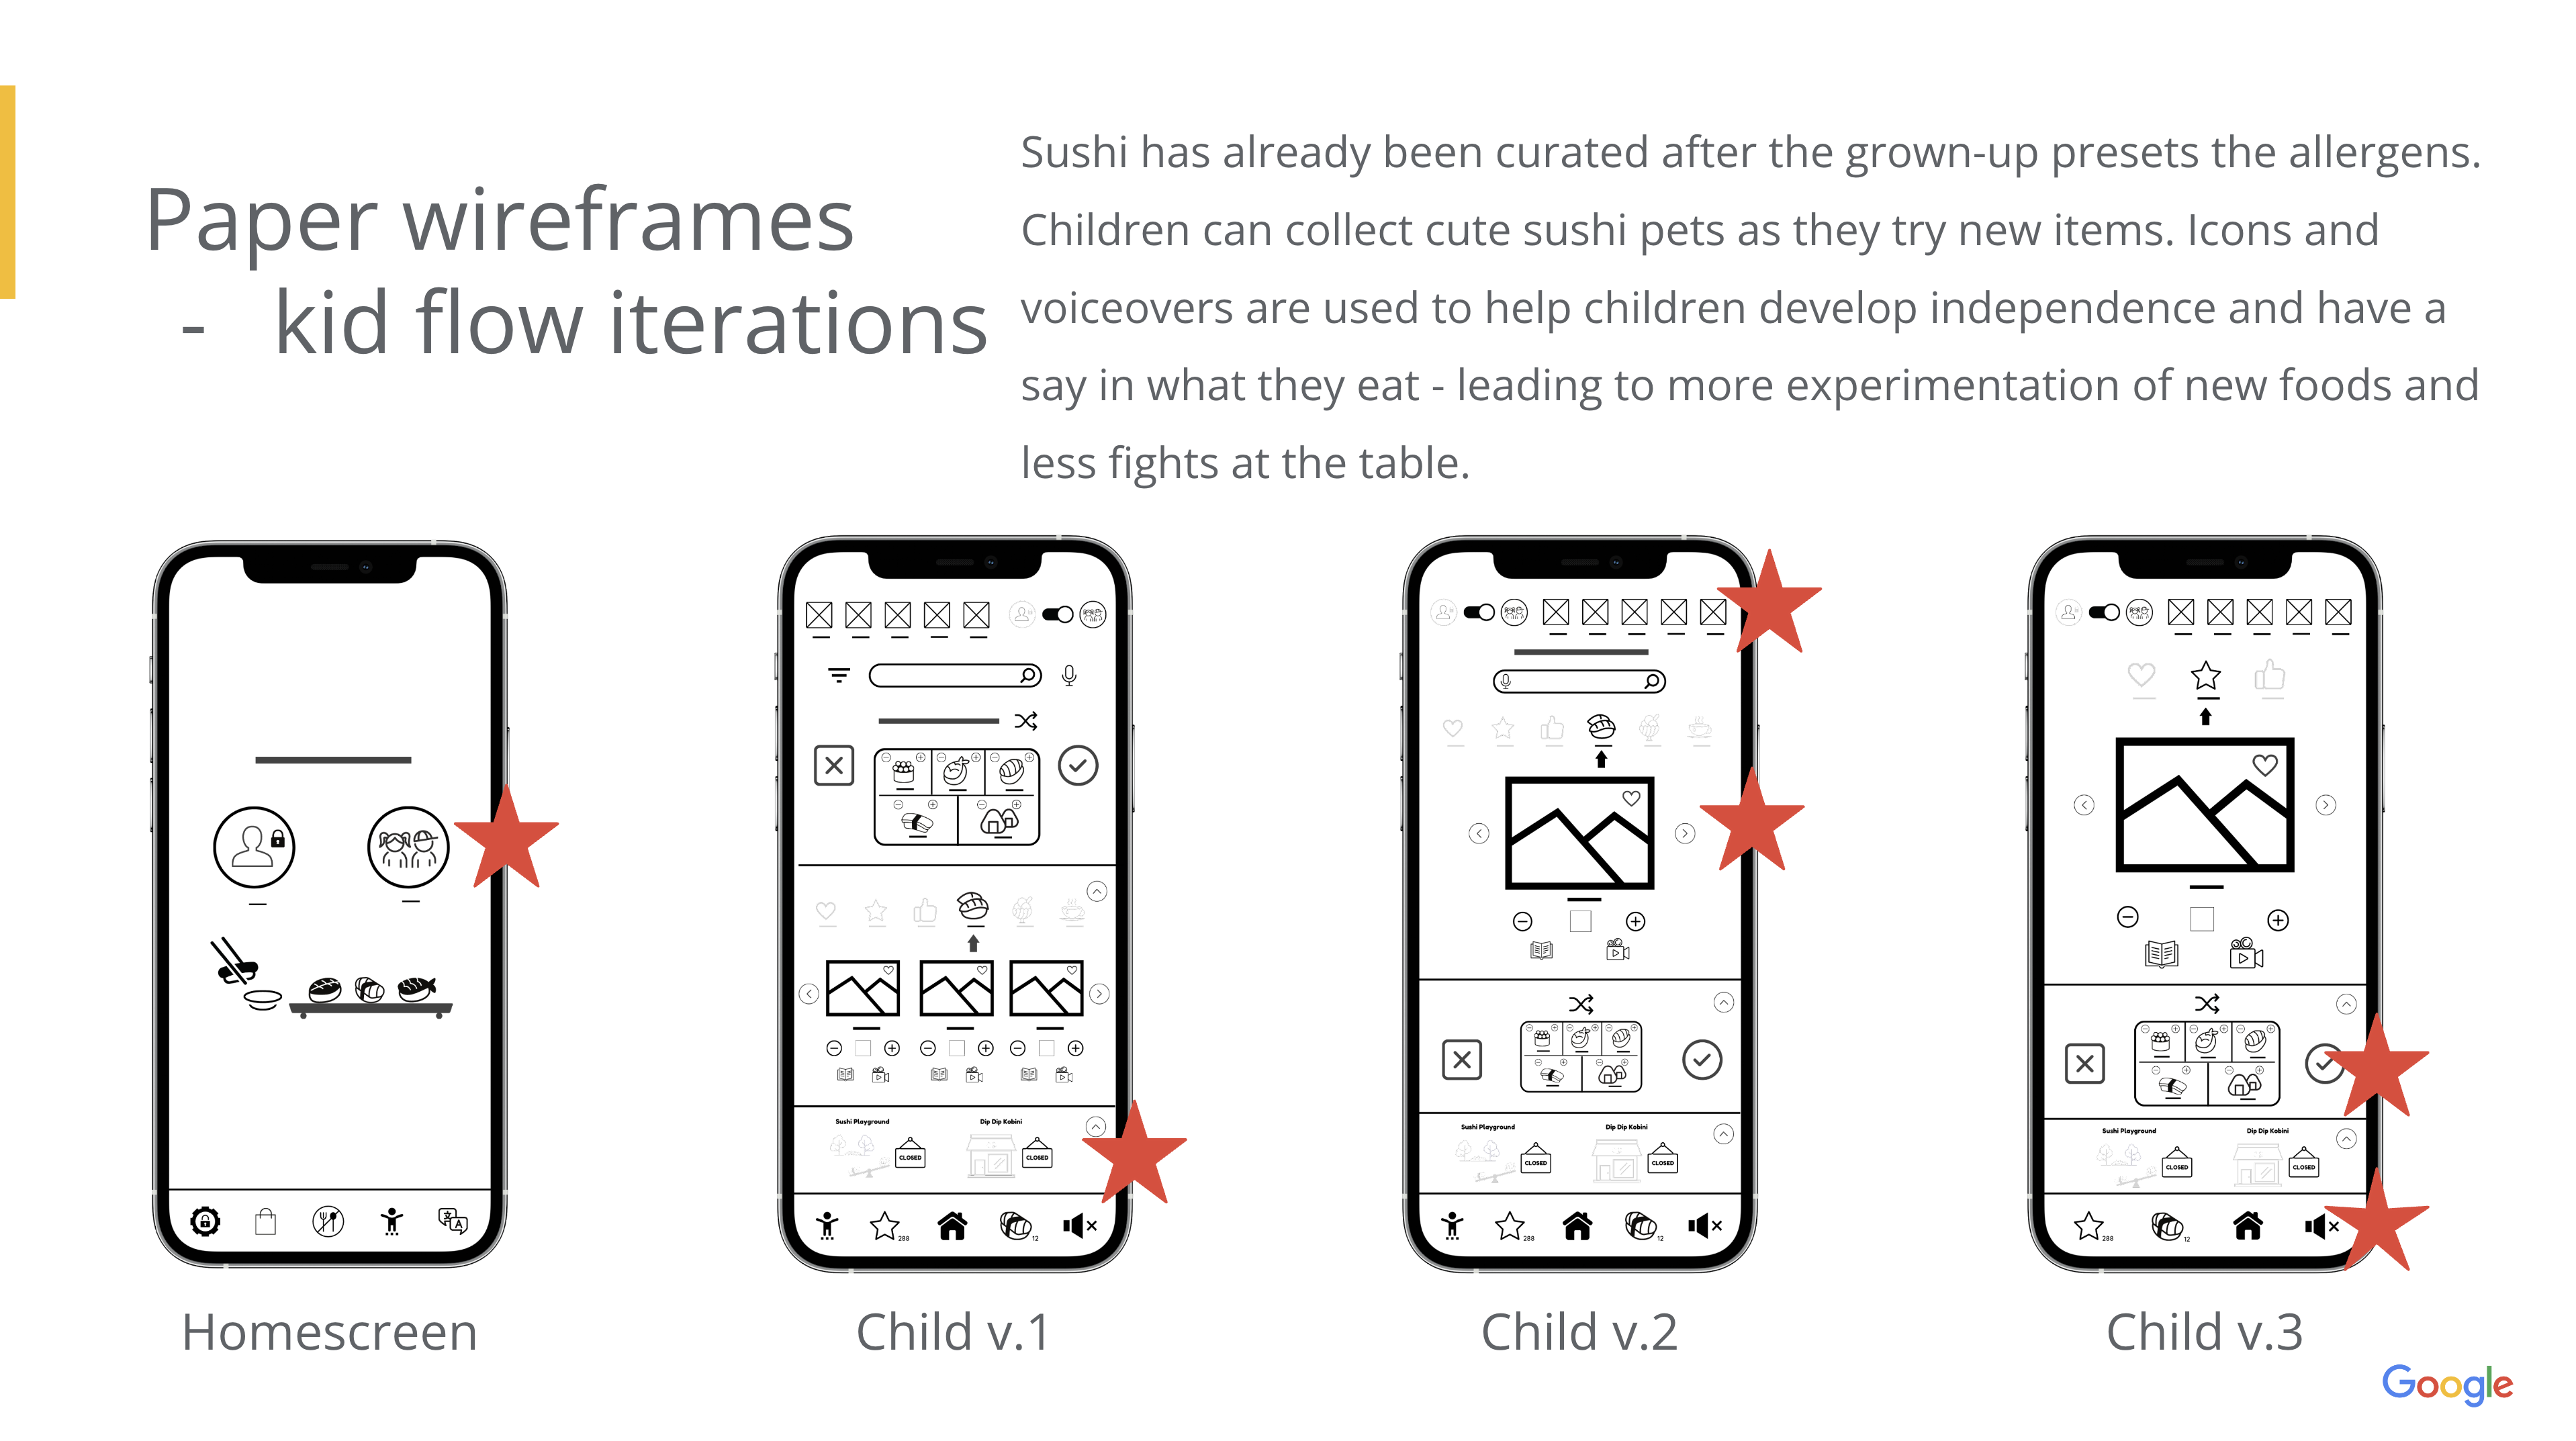 Paper wireframes
- kid flow iterations
Sushi has already been curated after the grown-up presets the allergens.
Children can collect cute sushi pets as they try new items. Icons and
voiceovers are used to help children develop independence and have a
say in what they eat - leading to more experimentation of new foods and
less fights at the table.
Sushi Playground
Dip Dip Kobini
CLOSED
CLOSED
288
12
Sushi Playground
Dip Dip Kobini
CLOSED
CLOSED
288
12
Sushi Playground
Dip Dip Kobini
CLOSED
CLOSED
288
12
Homescreen
Child v.1
Child v.2
Child v.3
Google